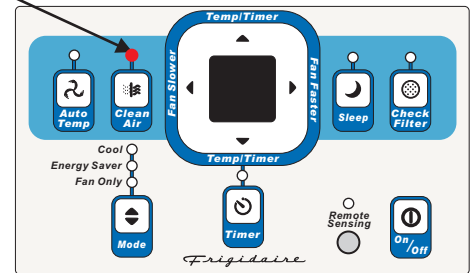 Temp/Timer
Fan Slower
Fan Faster
Auto
Temp
Clean
Air
Sleep
Check
Filter
Temp/Timer
Cool
Energy Saver
Fan Only
Mode
Timer
Remote
Sensing
On/Off
Frigidaire